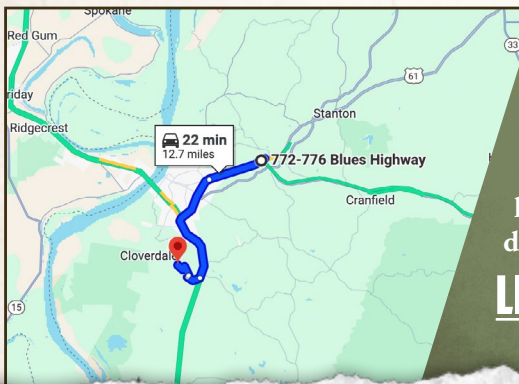 Spokane
Red Gum
33
61
riday
Stanton
Ridgecrest
22 min
12.7 miles
772-776 Blues Highway
Cranfield
Cloverdale
15